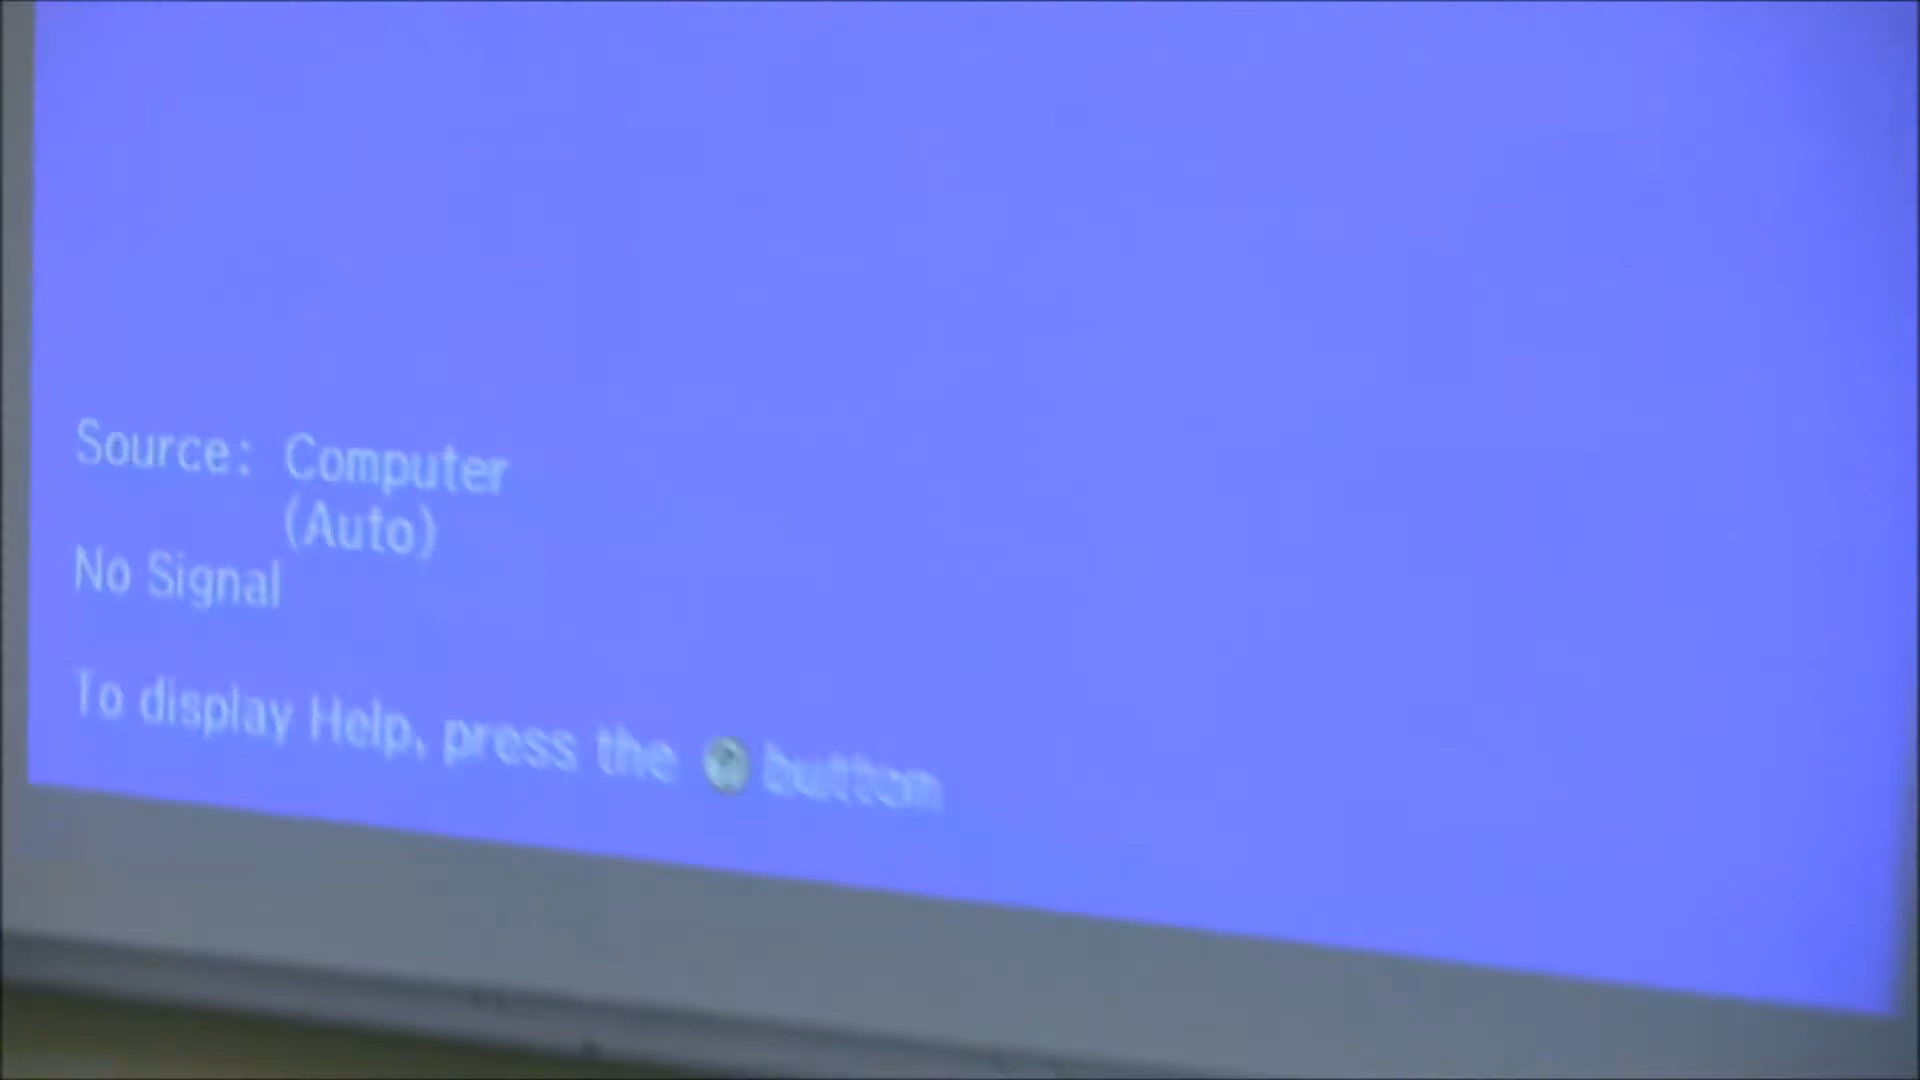 Source: Computer
(Auto)
No Signal
To display Help, press the ? button